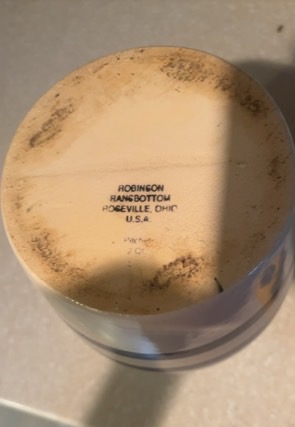 ROBINSON
RANSBOTTOM
ROSEVILLE, OHIO
U.S.A.